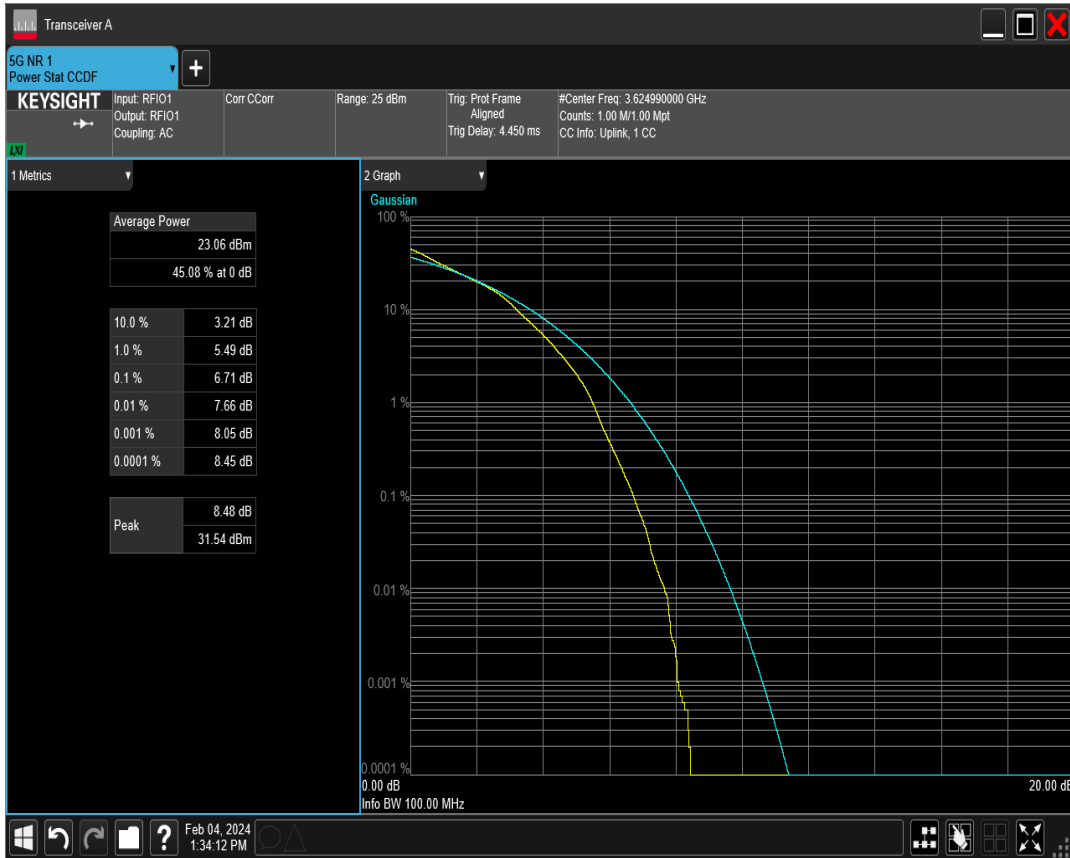 Transceiver A
5G NR 1
Power Stat CCDF
KEYSIGHT
LXI
Input: RFIO1
Output: RFIO1
Coupling: AC
Corr CCorr
Range: 25 dBm
Trig: Prot Frame
Aligned
Trig Delay: 4.450 ms
#Center Freq: 3.624990000 GHz
Counts: 1.00 M/1.00 Mpt
CC Info: Uplink, 1 CC
1 Metrics
Average Power
23.06 dBm
45.08 % at 0 dB
10.0 % 3.21 dB
1.0 % 5.49 dB
0.1 % 6.71 dB
0.01 % 7.66 dB
0.001 % 8.05 dB
0.0001 % 8.45 dB
Peak 8.48 dB
31.54 dBm
2 Graph
Gaussian
100 %
10 %
1 %
0.1 %
0.01 %
0.001 %
0.0001 %
0.00 dB 20.00 dB
Info BW 100.00 MHz
? Feb 04, 2024
1:34:12 PM